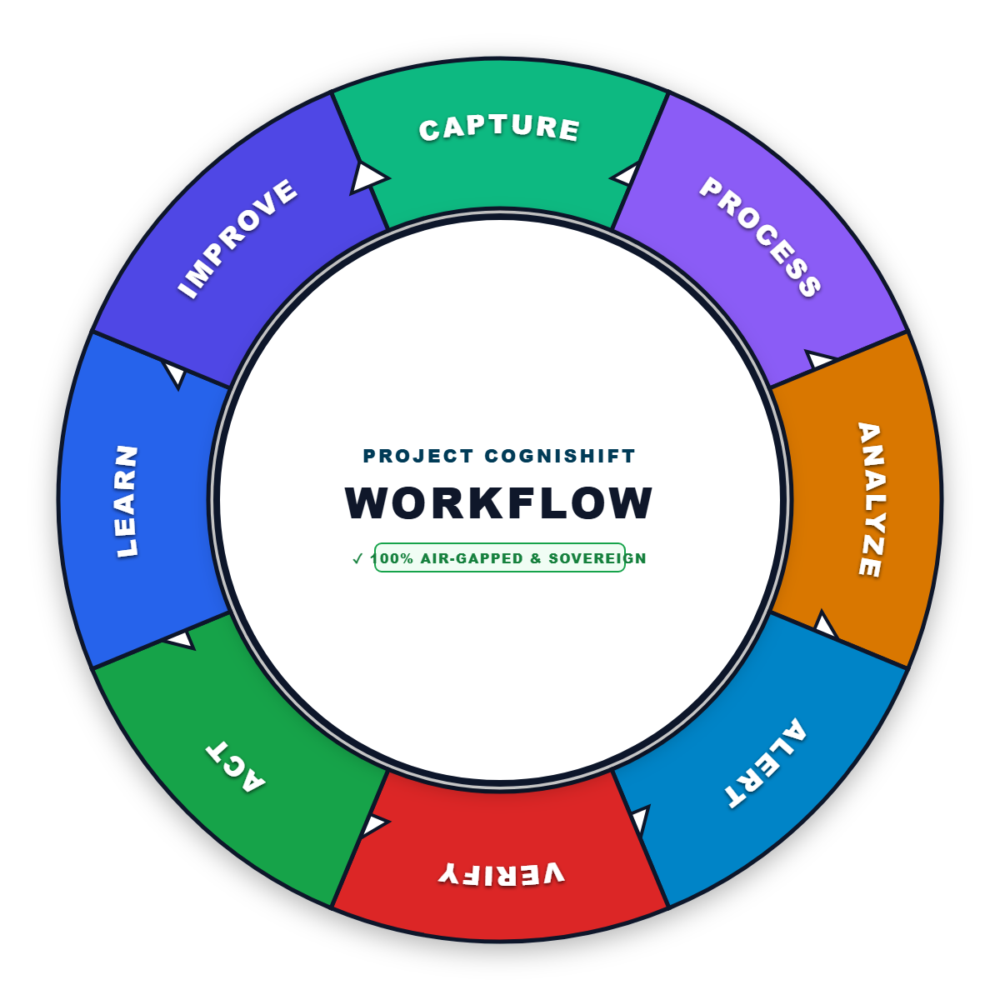 CAPTURE
PROCESS
ANALYZE
ALERT
VERIFY
ACT
LEARN
IMPROVE
PROJECT COGNISHIFT
WORKFLOW
✓ 100% AIR-GAPPED & SOVEREIGN